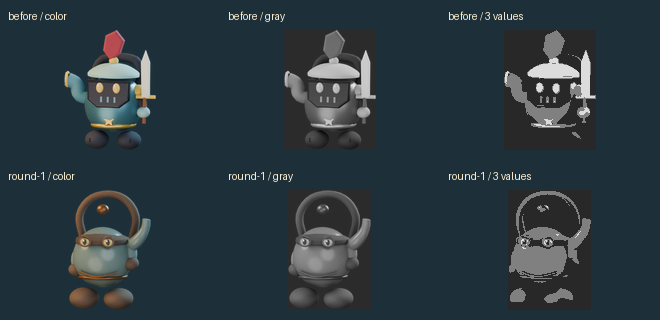 before / color
before / gray
before / 3 values
round-1 / color
round-1 / gray
round-1 / 3 values